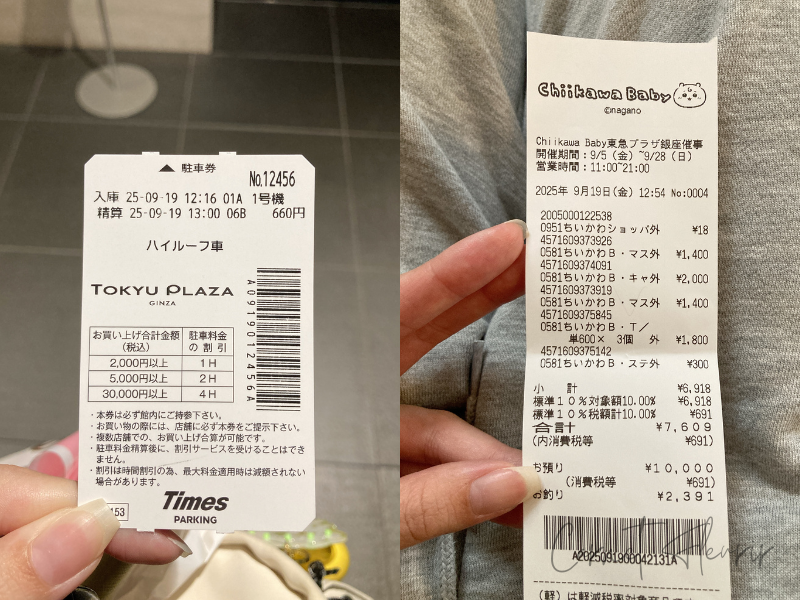 駐車券
No.12456
入庫 25-09-19 12:16 01A 1号機
精算 25-09-19 13:00 06B 660円
ハイルーフ車
TOKYU PLAZA
GINZA
A09190012456A
お買い上げ合計金額(税込) 駐車料金の割引
2,000円以上 1H
5,000円以上 2H
30,000円以上 4H
・本券は必ず館内にご持参下さい。
・お買い物の際には、店舗に必ず本券をご提示下さい。
・複数店舗での、お買い上げ合算が可能です。
・駐車料金精算後に、割引サービスを受けることはできません。
・割引は時間割引の為、最大料金適用時は減額されない場合があります。
153
Times
PARKING
Chiikawa Baby
©nagano
Chiikawa Baby東急プラザ銀座催事
開催期間:9/5(金)~9/28(日)
営業時間:11:00~21:00
2025年 9月19日(金) 12:54 No:0004
2005000122538
0951ちいかわショッパ外 ¥18
4571609373926
0581ちいかわB・マス外 ¥1,400
4571609374091
0581ちいかわB・キャ外 ¥2,000
4571609373919
0581ちいかわB・マス外 ¥1,400
4571609375845
0581ちいかわB・T/
単600× 3個 外 ¥1,800
4571609375142
0581ちいかわB・ステ外 ¥300
小 計 ¥6,918
標準10%対象額10.00% ¥6,918
標準10%税額計10.00% ¥691
合計 ¥7,609
(内消費税等 ¥691)
お預り ¥10,000
(消費税等 ¥691)
お釣り ¥2,391
A2025091900042131A
(軽)は軽減税率対象商品です